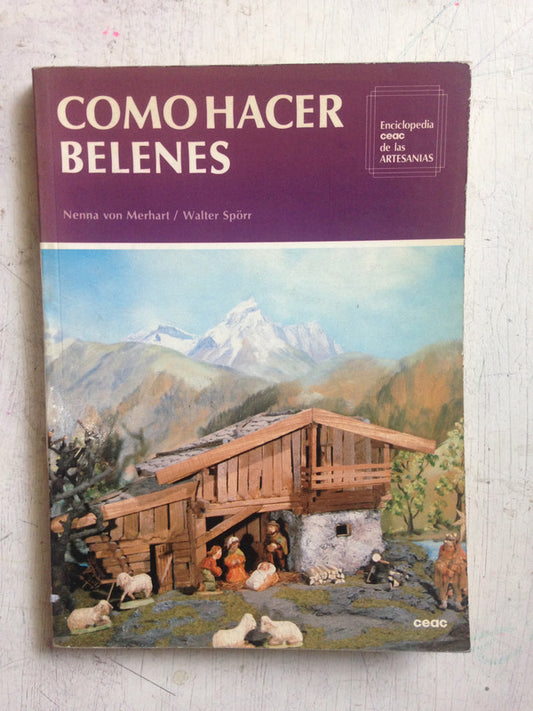 COMO HACER
BELENES
Enciclopedia
ceac
de las
ARTESANIAS
Nenna von Merhart / Walter Spörr
ceac